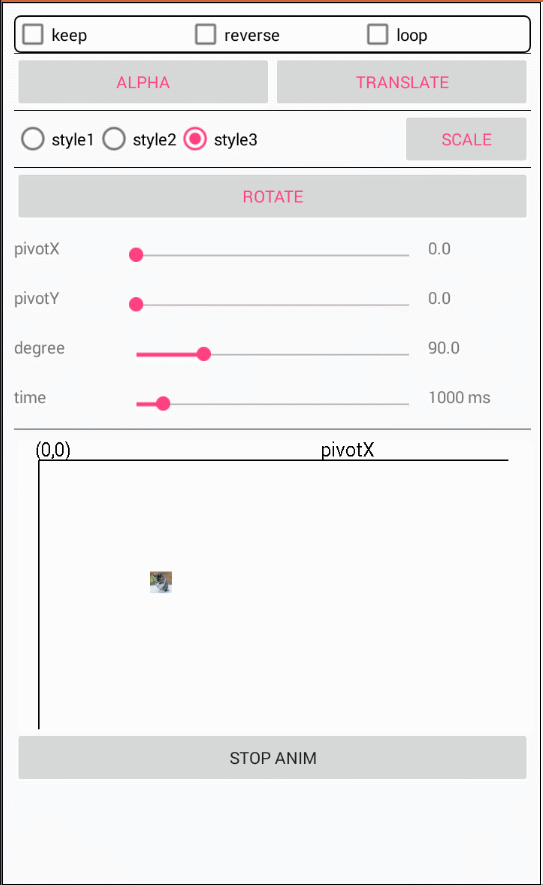 keep reverse loop
ALPHA TRANSLATE
style1 style2 style3 SCALE
ROTATE
pivotX 0.0
pivotY 0.0
degree 90.0
time 1000 ms
(0,0) pivotX
STOP ANIM